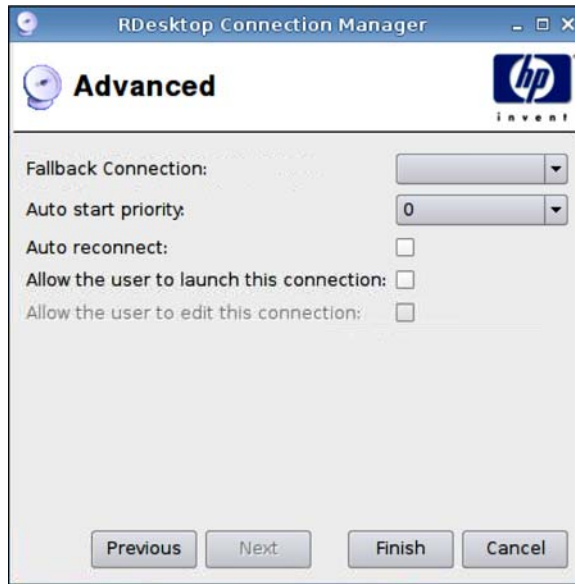 RDesktop Connection Manager
Advanced
hp
invent
Fallback Connection:
Auto start priority: 0
Auto reconnect:
Allow the user to launch this connection:
Allow the user to edit this connection:
Previous Next Finish Cancel